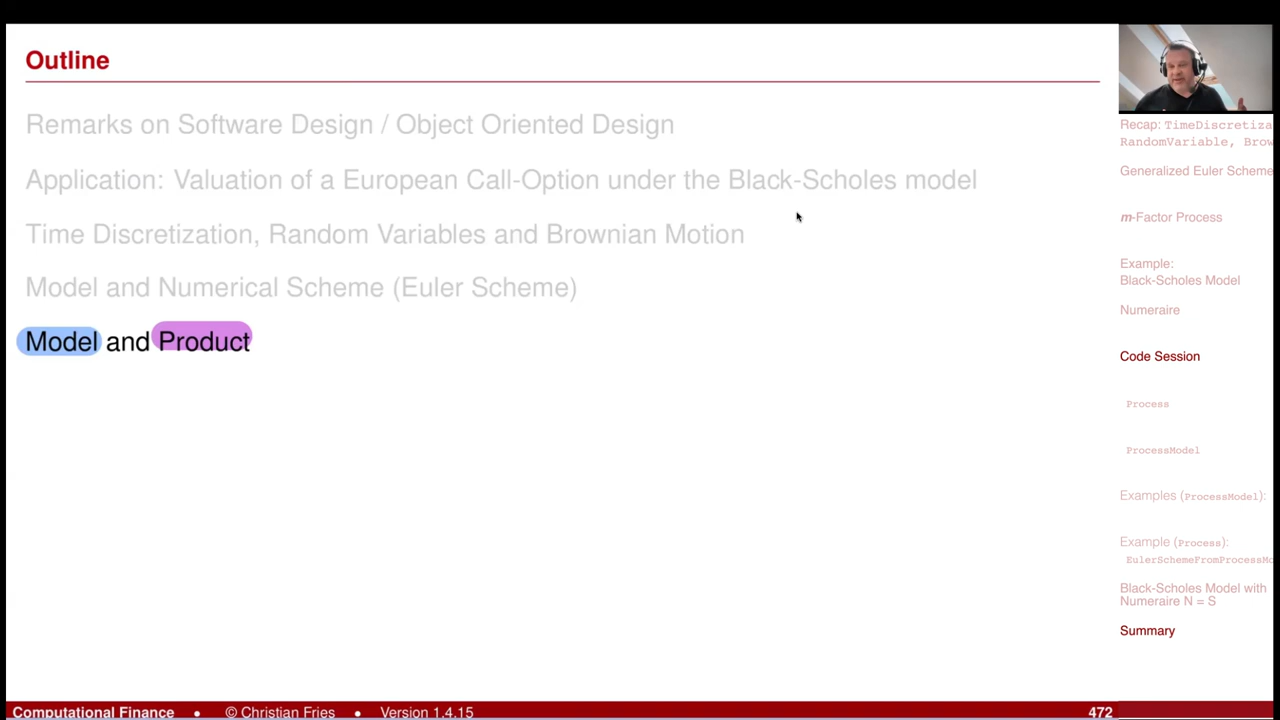 Outline
Remarks on Software Design / Object Oriented Design
Application: Valuation of a European Call-Option under the Black-Scholes model
Time Discretization, Random Variables and Brownian Motion
Model and Numerical Scheme (Euler Scheme)
Model and Product
Recap: TimeDiscretiza
RandomVariable, Brow
Generalized Euler Scheme
m-Factor Process
Example:
Black-Scholes Model
Numeraire
Code Session
Process
ProcessModel
Examples (ProcessModel):
Example (Process):
EulerSchemeFromProcessMo
Black-Scholes Model with
Numeraire N = S
Summary
Computational Finance • © Christian Fries • Version 1.4.15 472